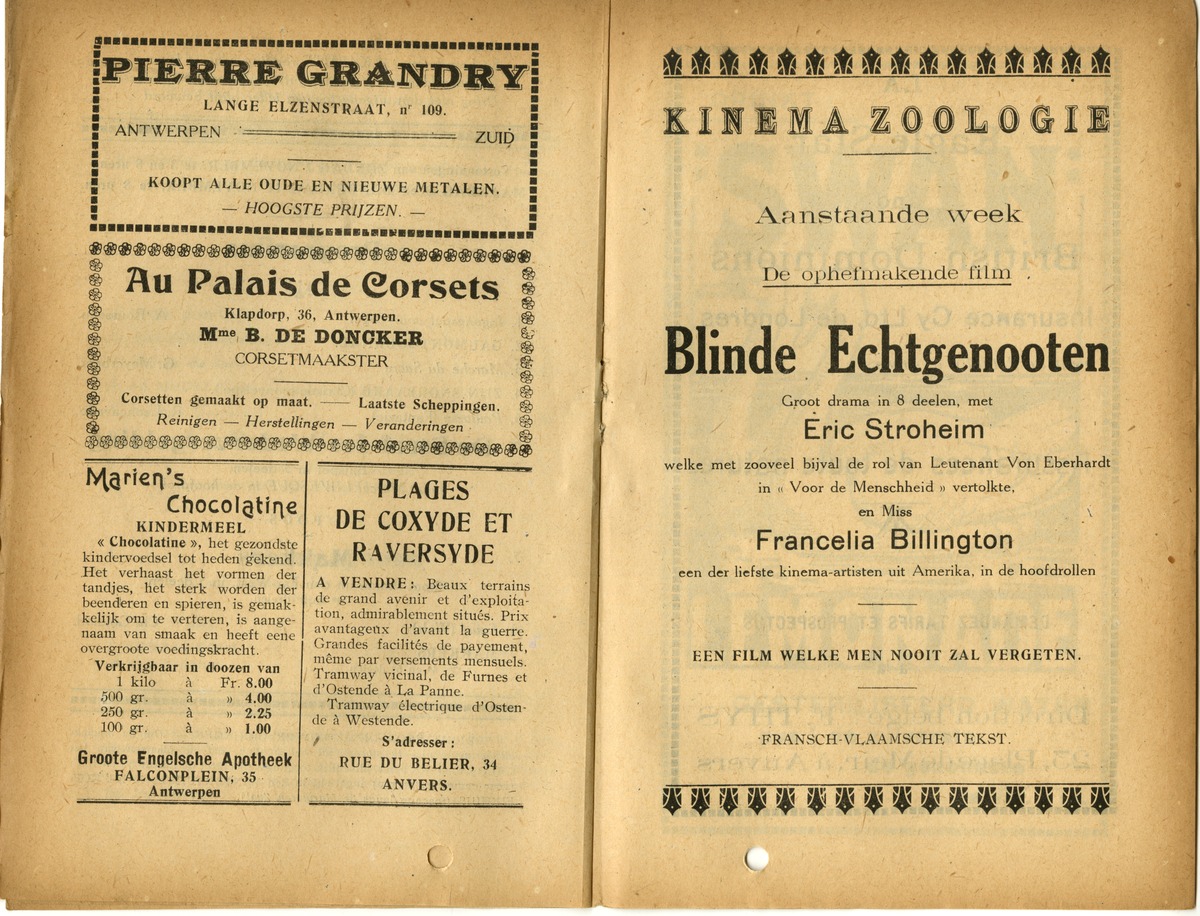 PIERRE GRANDRY
LANGE ELZENSTRAAT, nr 109.
ANTWERPEN ZUID
KOOPT ALLE OUDE EN NIEUWE METALEN.
— HOOGSTE PRIJZEN. —
Au Palais de Corsets
Klapdorp, 36, Antwerpen.
Mme B. DE DONCKER
CORSETMAAKSTER
Corsetten gemaakt op maat. — Laatste Scheppingen.
Reinigen — Herstellingen — Veranderingen
Marien's
Chocolatine
KINDERMEEL
« Chocolatine », het gezondste
kindervoedsel tot heden gekend.
Het verhaast het vormen der
tandjes, het sterk worden der
beenderen en spieren, is gemak-
kelijk om te verteren, is aange-
naam van smaak en heeft eene
overgroote voedingskracht.
Verkrijgbaar in doozen van
1 kilo à Fr. 8.00
500 gr. à » 4.00
250 gr. à » 2.25
100 gr. à » 1.00
Groote Engelsche Apotheek
FALCONPLEIN, 35
Antwerpen
PLAGES
DE COXYDE ET
RAVERSYDE
A VENDRE: Beaux terrains
de grand avenir et d'exploita-
tion, admirablement situés. Prix
avantageux d'avant la guerre.
Grandes facilités de payement,
même par versements mensuels.
Tramway vicinal, de Furnes et
d'Ostende à La Panne.
Tramway électrique d'Osten-
de à Westende.
S'adresser :
RUE DU BELIER, 34
ANVERS.
KINEMA ZOOLOGIE
Aanstaande week
De ophefmakende film
Blinde Echtgenooten
Groot drama in 8 deelen, met
Eric Stroheim
welke met zooveel bijval de rol van Leutenant Von Eberhardt
in « Voor de Menschheid » vertolkte,
en Miss
Francelia Billington
een der liefste kinema-artisten uit Amerika, in de hoofdrollen
EEN FILM WELKE MEN NOOIT ZAL VERGETEN.
FRANSCH-VLAAMSCHE TEKST.